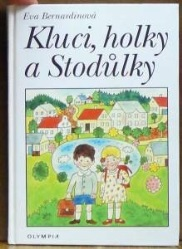 Eva Bernardinová
Kluci, holky
a Stodůlky
OLYMPIA